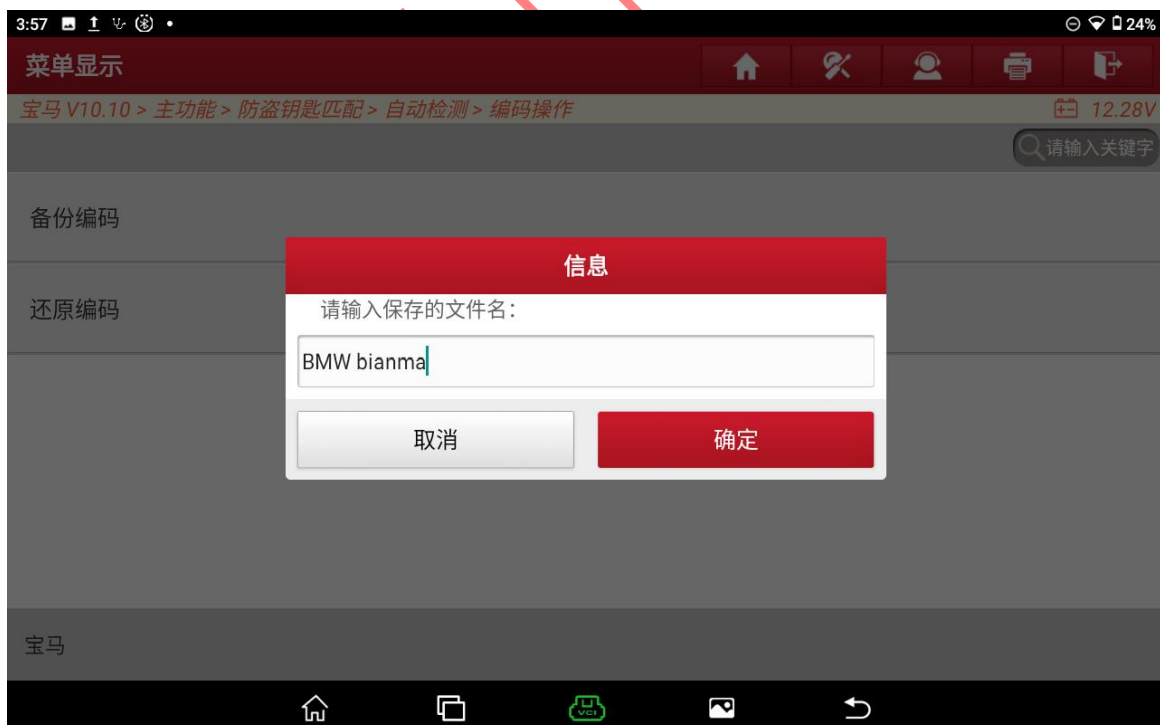 3:57
24%
菜单显示
宝马 V10.10 > 主功能 > 防盗钥匙匹配 > 自动检测 > 编码操作
12.28V
请输入关键字
备份编码
信息
还原编码
请输入保存的文件名：
BMW bianma
取消
确定
宝马
VCI